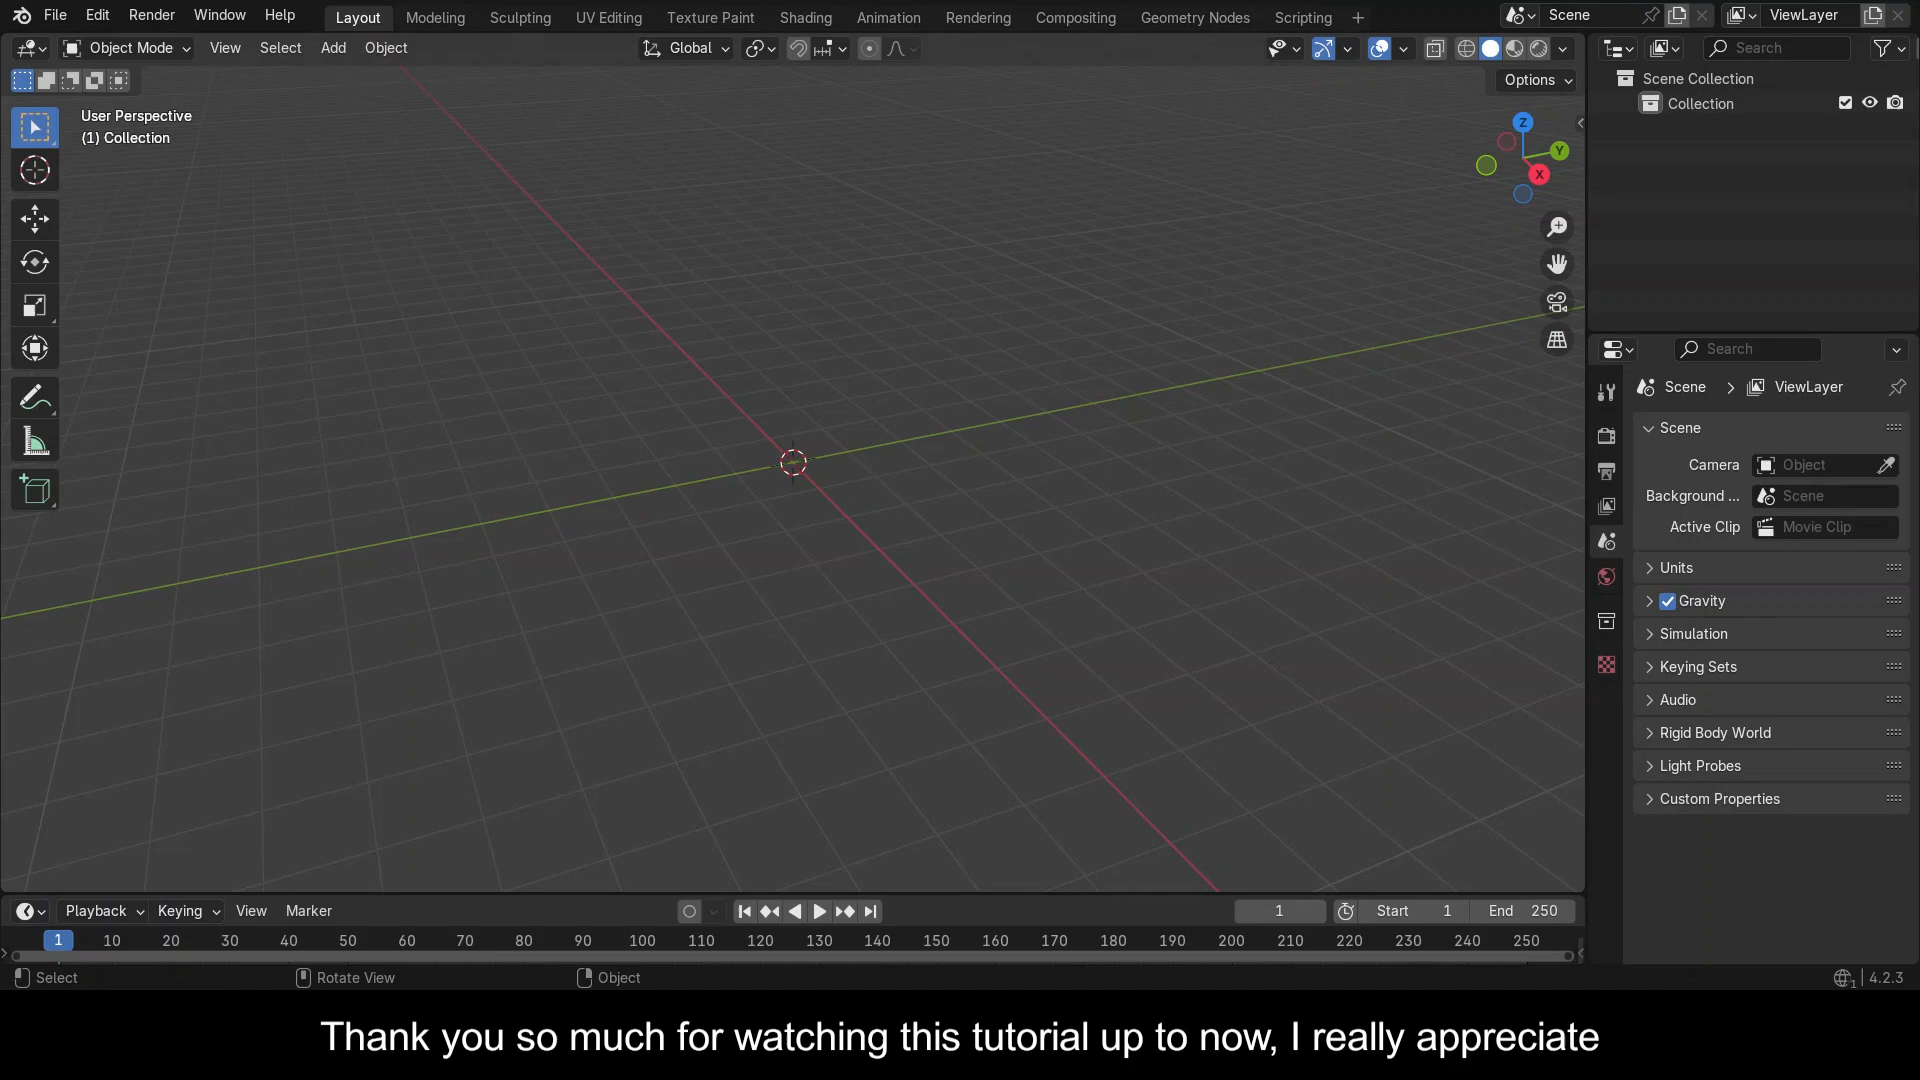 File Edit Render Window Help Layout Modeling Sculpting UV Editing Texture Paint Shading Animation Rendering Compositing Geometry Nodes Scripting + Scene ViewLayer
Object Mode View Select Add Object Global Search
Options
User Perspective
(1) Collection
Z
Y
X
Scene Collection
Collection
Search
Scene ViewLayer
Scene
Camera Object
Background ... Scene
Active Clip Movie Clip
Units
Gravity
Simulation
Keying Sets
Audio
Rigid Body World
Light Probes
Custom Properties
Playback Keying View Marker 1 Start 1 End 250
1 10 20 30 40 50 60 70 80 90 100 110 120 130 140 150 160 170 180 190 200 210 220 230 240 250
Select Rotate View Object 1 4.2.3
Thank you so much for watching this tutorial up to now, I really appreciate